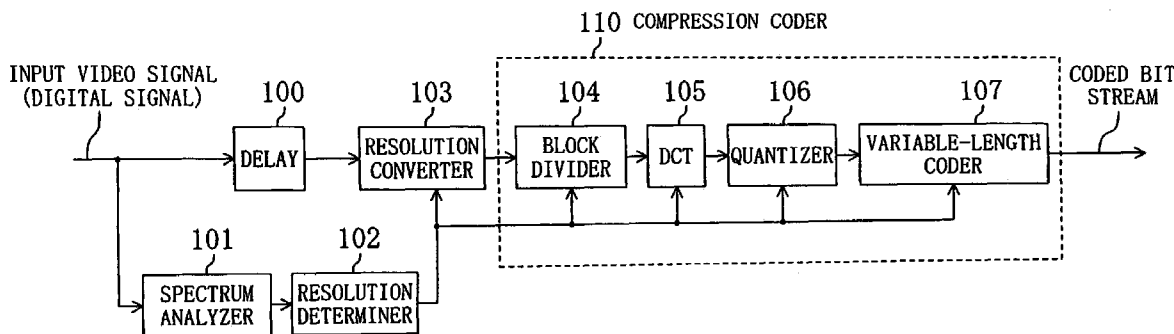 110 COMPRESSION CODER
INPUT VIDEO SIGNAL
(DIGITAL SIGNAL)
CODED BIT
STREAM
100
103
104
105
106
107
DELAY
RESOLUTION
CONVERTER
BLOCK
DIVIDER
DCT
QUANTIZER
VARIABLE-LENGTH
CODER
101
102
SPECTRUM
ANALYZER
RESOLUTION
DETERMINER